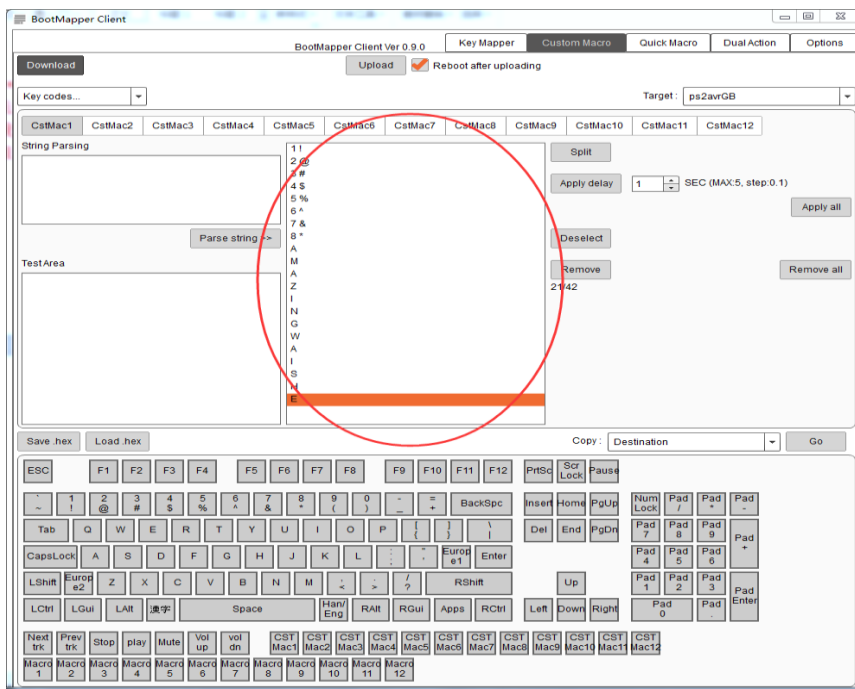 BootMapper Client
BootMapper Client Ver 0.9.0
Key Mapper
Custom Macro
Quick Macro
Dual Action
Options
Download
Upload
Reboot after uploading
Key codes...
Target :
ps2avrGB
CstMac1
CstMac2
CstMac3
CstMac4
CstMac5
CstMac6
CstMac7
CstMac8
CstMac9
CstMac10
CstMac11
CstMac12
String Parsing
Parse string >>
TestArea
1 !
2 @
3 #
4 $
5 %
6 ^
7 &
8 *
A
M
A
Z
I
N
G
W
A
I
S
H
E
Split
Apply delay
1
SEC (MAX:5, step:0.1)
Apply all
Deselect
Remove
Remove all
21/42
Save .hex
Load .hex
Copy :
Destination
Go
ESC F1 F2 F3 F4 F5 F6 F7 F8 F9 F10 F11 F12 PrtSc Scr Lock Pause
` ~ 1 ! 2 @ 3 # 4 $ 5 % 6 ^ 7 & 8 * 9 ( 0 ) - _ = + BackSpc Insert Home PgUp Num Lock Pad / Pad * Pad -
Tab Q W E R T Y U I O P [ { ] } \ | Del End PgDn Pad 7 Pad 8 Pad 9 Pad +
CapsLock A S D F G H J K L ; : ' " Europe1 Enter Pad 4 Pad 5 Pad 6
LShift Europe2 Z X C V B N M , < . > / ? RShift Up Pad 1 Pad 2 Pad 3 Pad Enter
LCtrl LGui LAlt 漢字 Space Han/Eng RAlt RGui Apps RCtrl Left Down Right Pad 0 Pad .
Next trk Prev trk Stop play Mute Vol up vol dn CST Mac1 CST Mac2 CST Mac3 CST Mac4 CST Mac5 CST Mac6 CST Mac7 CST Mac8 CST Mac9 CST Mac10 CST Mac11 CST Mac12
Macro 1 Macro 2 Macro 3 Macro 4 Macro 5 Macro 6 Macro 7 Macro 8 Macro 9 Macro 10 Macro 11 Macro 12